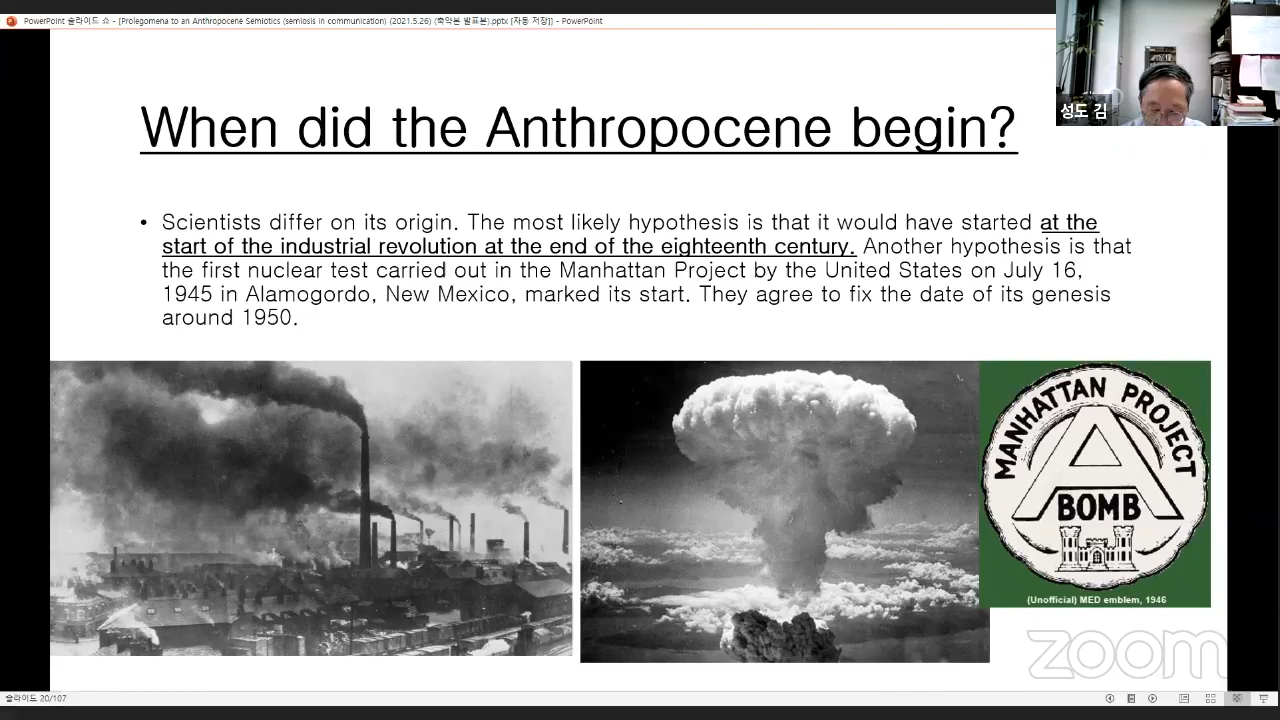 PowerPoint 슬라이드 쇼 - [Prolegomena to an Anthropocene Semiotics (semiosis in communication) (2021.5.26) (축약본 발표본).pptx [자동 저장]] - PowerPoint
성도 김
When did the Anthropocene begin?
• Scientists differ on its origin. The most likely hypothesis is that it would have started at the
start of the industrial revolution at the end of the eighteenth century. Another hypothesis is that
the first nuclear test carried out in the Manhattan Project by the United States on July 16,
1945 in Alamogordo, New Mexico, marked its start. They agree to fix the date of its genesis
around 1950.
MANHATTAN PROJECT
A
BOMB
(Unofficial) MED emblem, 1946
zoom
슬라이드 20/107